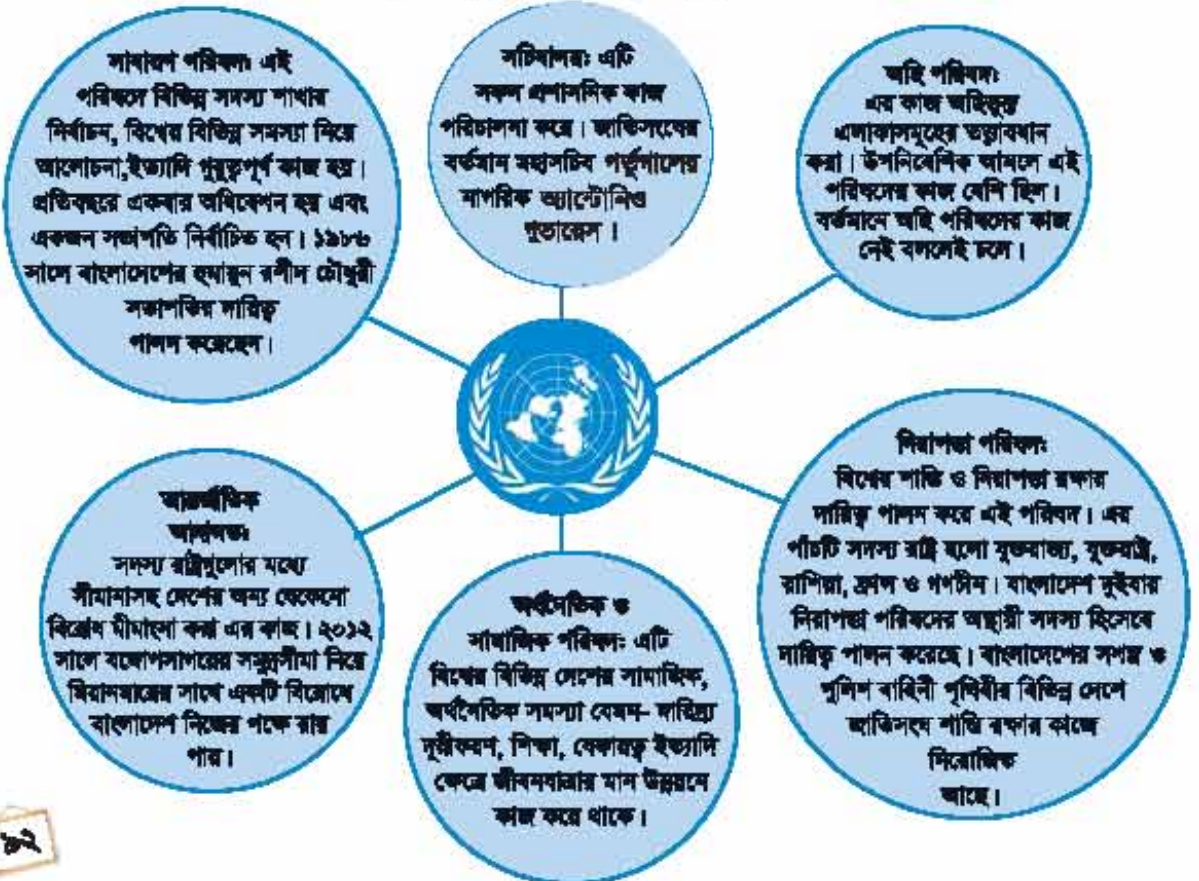 সাধারণ পরিষদ: এই
পরিষদে বিভিন্ন সদস্য শাখার
নির্বাচন, বিশ্বের বিভিন্ন সমস্যা নিয়ে
আলোচনা,ইত্যাদি গুরুত্বপূর্ণ কাজ হয়।
প্রতিবছরে একবার অধিবেশন হয় এবং
একজন সভাপতি নির্বাচিত হন। ১৯৮৬
সালে বাংলাদেশের হুমায়ুন রশীদ চৌধুরী
সভাপতির দায়িত্ব
পালন করেছেন।
সচিবালয়: এটি
সকল প্রশাসনিক কাজ
পরিচালনা করে। জাতিসংঘের
বর্তমান মহাসচিব পর্তুগালের
নাগরিক অ্যান্টোনিও
গুতারেস।
অছি পরিষদ:
এর কাজ অছিভুক্ত
এলাকাসমূহের তত্ত্বাবধান
করা। উপনিবেশিক আমলে এই
পরিষদের কাজ বেশি ছিল।
বর্তমানে অছি পরিষদের কাজ
নেই বললেই চলে।
আন্তর্জাতিক
আদালত:
সদস্য রাষ্ট্রগুলোর মধ্যে
সীমানাসহ দেশের অন্য যেকোনো
বিরোধ মীমাংসা করা এর কাজ। ২০১২
সালে বঙ্গোপসাগরের সমুদ্রসীমা নিয়ে
মিয়ানমারের সাথে একটি বিরোধে
বাংলাদেশ নিজের পক্ষে রায়
পায়।
অর্থনৈতিক ও
সামাজিক পরিষদ: এটি
বিশ্বের বিভিন্ন দেশের সামাজিক,
অর্থনৈতিক সমস্যা যেমন– দারিদ্র্য
দূরীকরণ, শিক্ষা, বেকারত্ব ইত্যাদি
ক্ষেত্রে জীবনযাত্রার মান উন্নয়নে
কাজ করে থাকে।
নিরাপত্তা পরিষদ:
বিশ্বের শান্তি ও নিরাপত্তা রক্ষার
দায়িত্ব পালন করে এই পরিষদ। এর
পাঁচটি সদস্য রাষ্ট্র হলো যুক্তরাজ্য, যুক্তরাষ্ট্র,
রাশিয়া, ফ্রান্স ও গণচীন। বাংলাদেশ দুইবার
নিরাপত্তা পরিষদের অস্থায়ী সদস্য হিসেবে
দায়িত্ব পালন করেছে। বাংলাদেশের সশস্ত্র ও
পুলিশ বাহিনী পৃথিবীর বিভিন্ন দেশে
জাতিসংঘ শান্তি রক্ষার কাজে
নিয়োজিত
আছে।
৯২